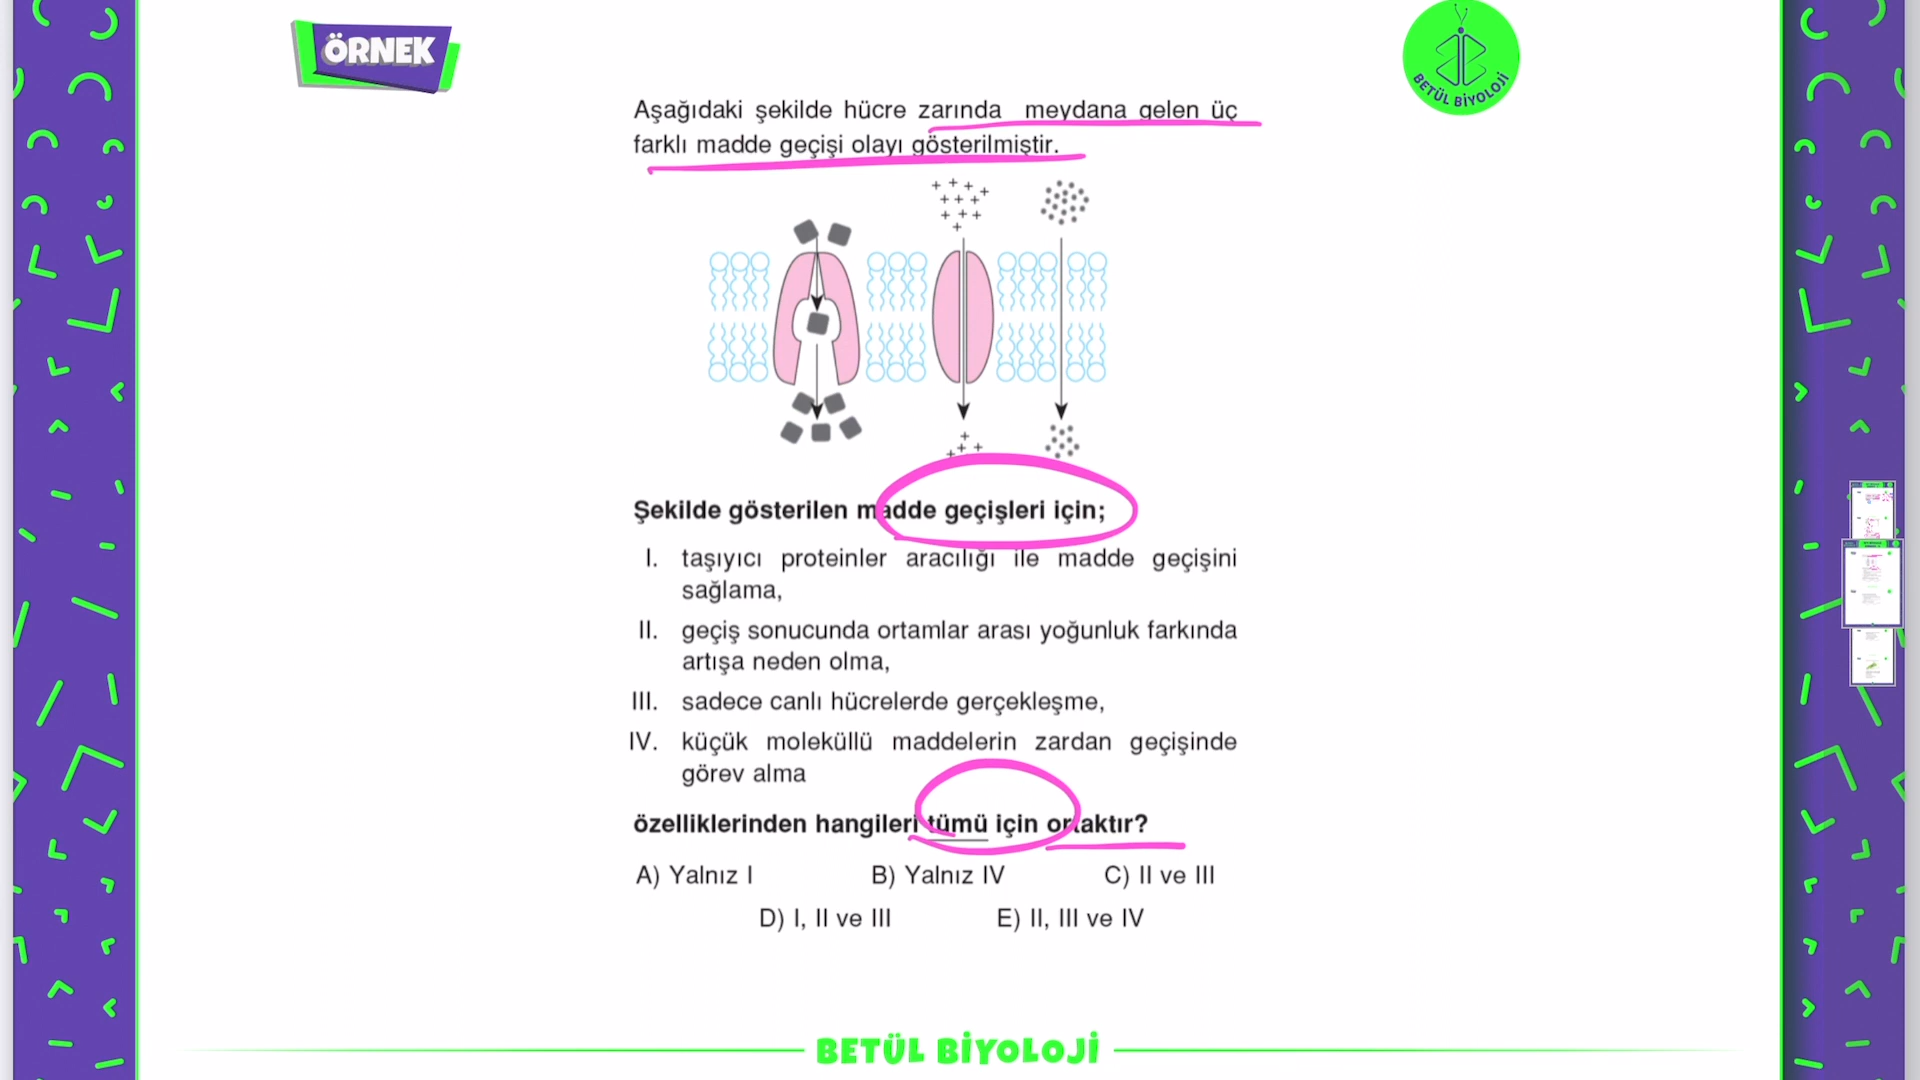 ÖRNEK
BETÜL BİYOLOJİ
Aşağıdaki şekilde hücre zarında meydana gelen üç
farklı madde geçişi olayı gösterilmiştir.
Şekilde gösterilen madde geçişleri için;
I. taşıyıcı proteinler aracılığı ile madde geçişini
sağlama,
II. geçiş sonucunda ortamlar arası yoğunluk farkında
artışa neden olma,
III. sadece canlı hücrelerde gerçekleşme,
IV. küçük moleküllü maddelerin zardan geçişinde
görev alma
özelliklerinden hangileri tümü için ortaktır?
A) Yalnız I B) Yalnız IV C) II ve III
D) I, II ve III E) II, III ve IV
BETÜL BİYOLOJİ